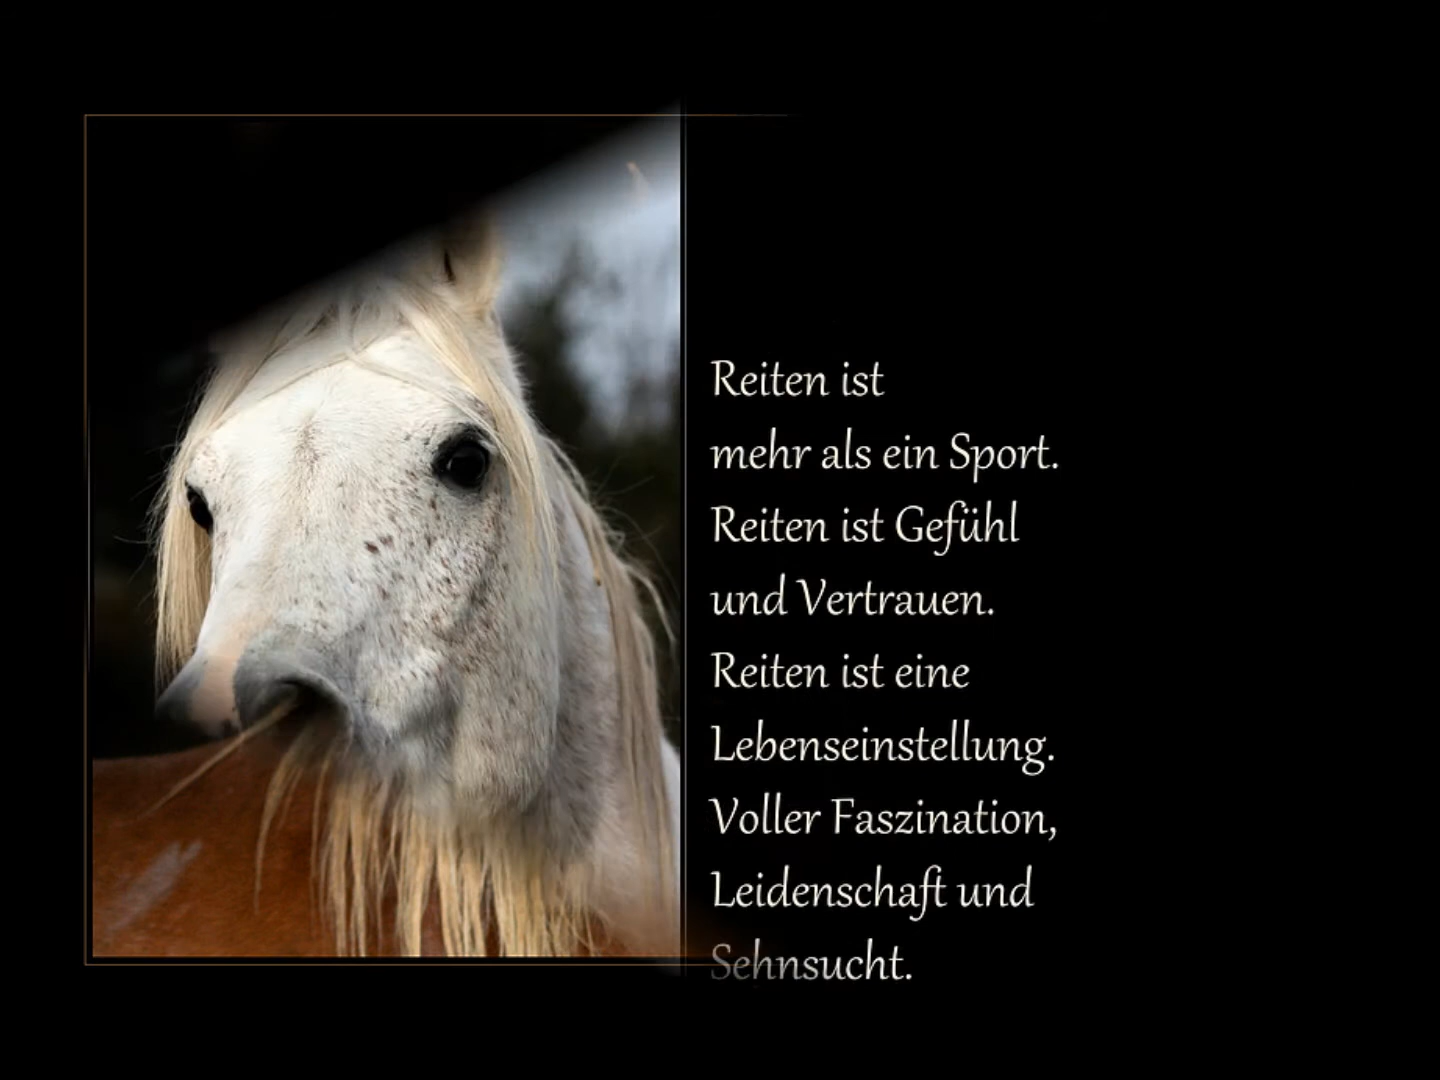 Reiten ist
mehr als ein Sport.
Reiten ist Gefühl
und Vertrauen.
Reiten ist eine
Lebenseinstellung.
Voller Faszination,
Leidenschaft und
Sehnsucht.